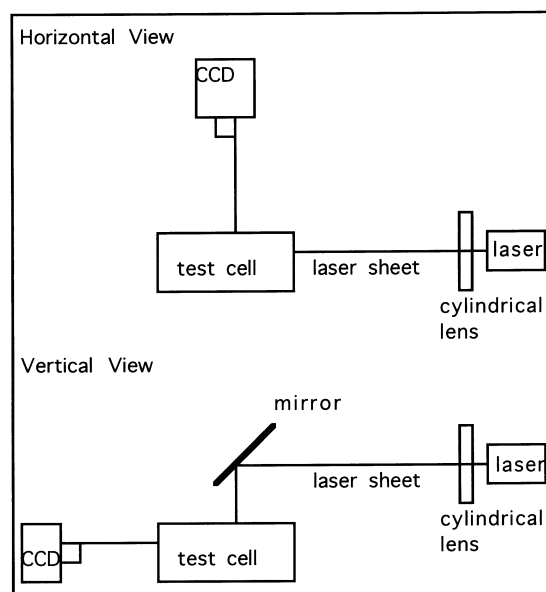 Horizontal View
CCD
test cell
laser sheet
laser
cylindrical
lens
Vertical View
mirror
laser sheet
laser
cylindrical
lens
CCD
test cell